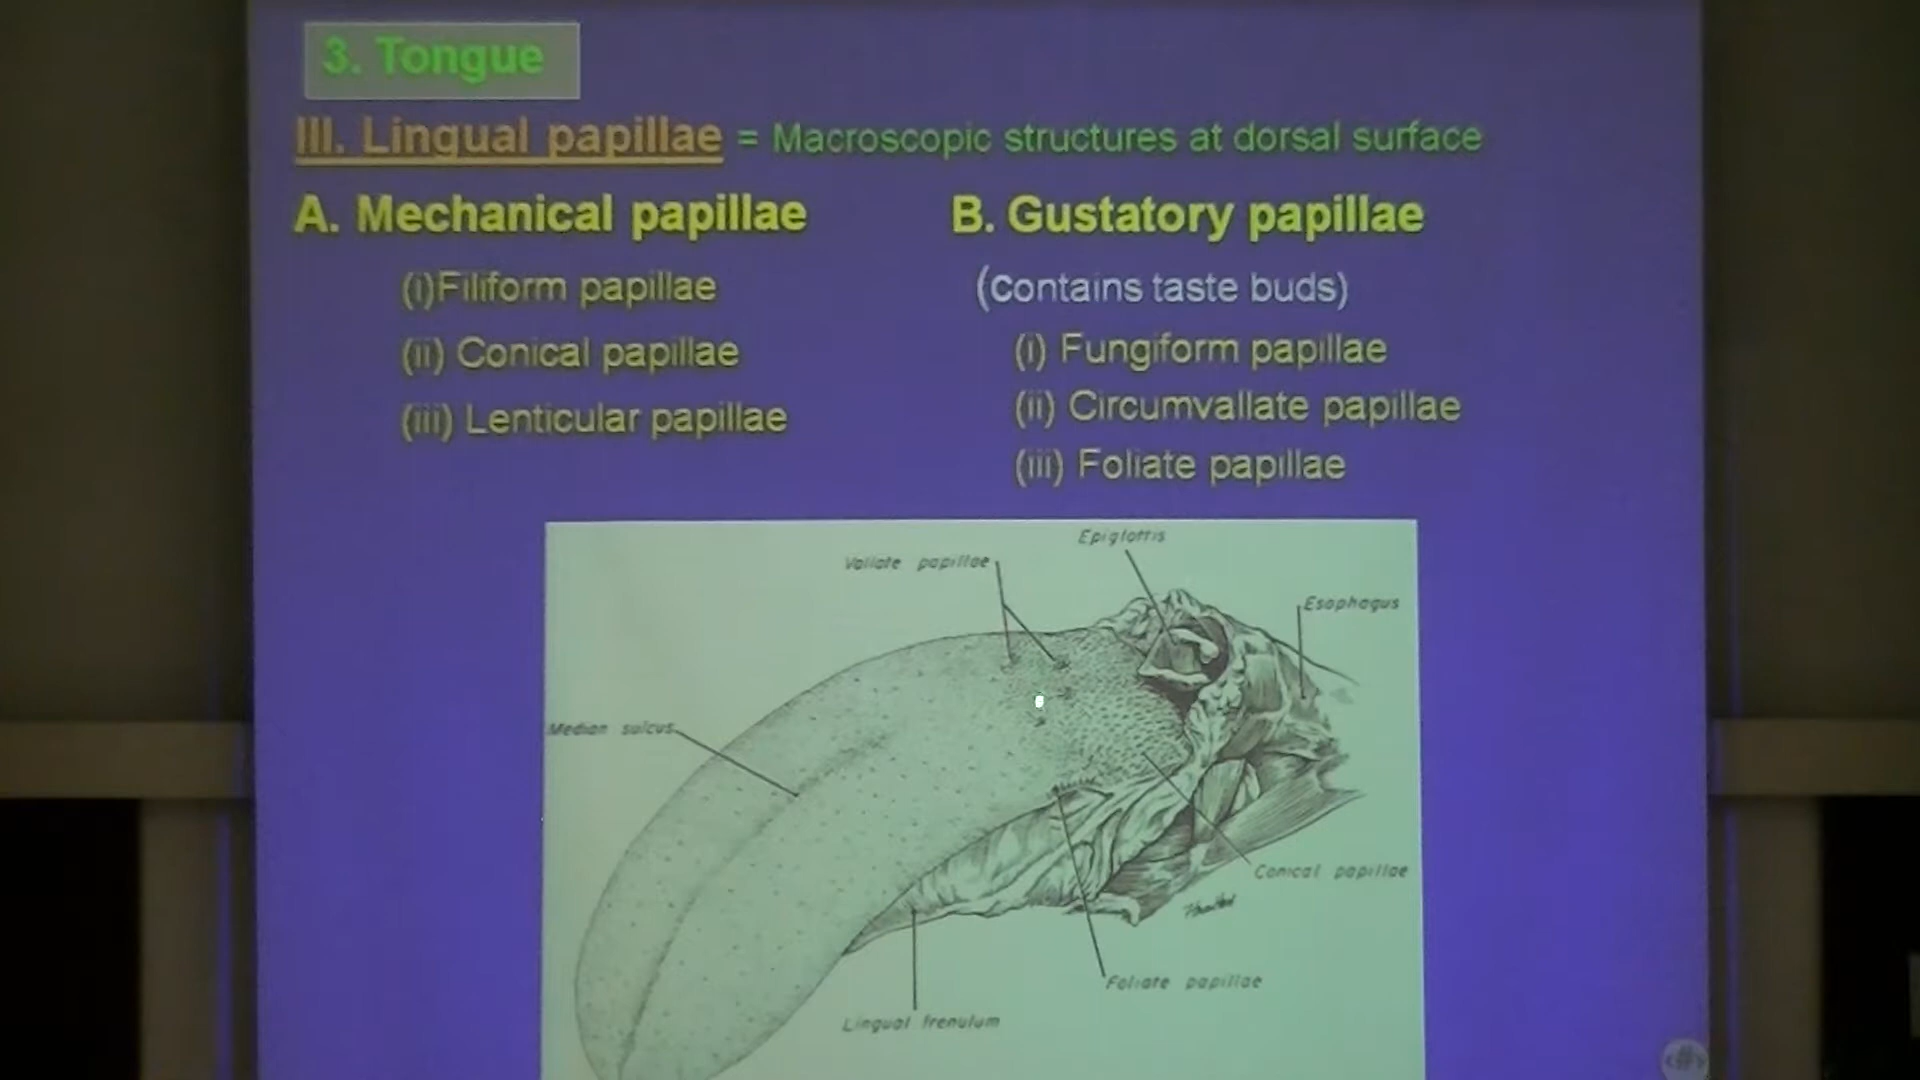 3. Tongue
III. Lingual papillae = Macroscopic structures at dorsal surface
A. Mechanical papillae
(i)Filiform papillae
(ii) Conical papillae
(iii) Lenticular papillae
B. Gustatory papillae
(contains taste buds)
(i) Fungiform papillae
(ii) Circumvallate papillae
(iii) Foliate papillae
Epiglottis
Vallate papillae
Esophagus
Median sulcus
Conical papillae
Foliate papillae
Lingual frenulum